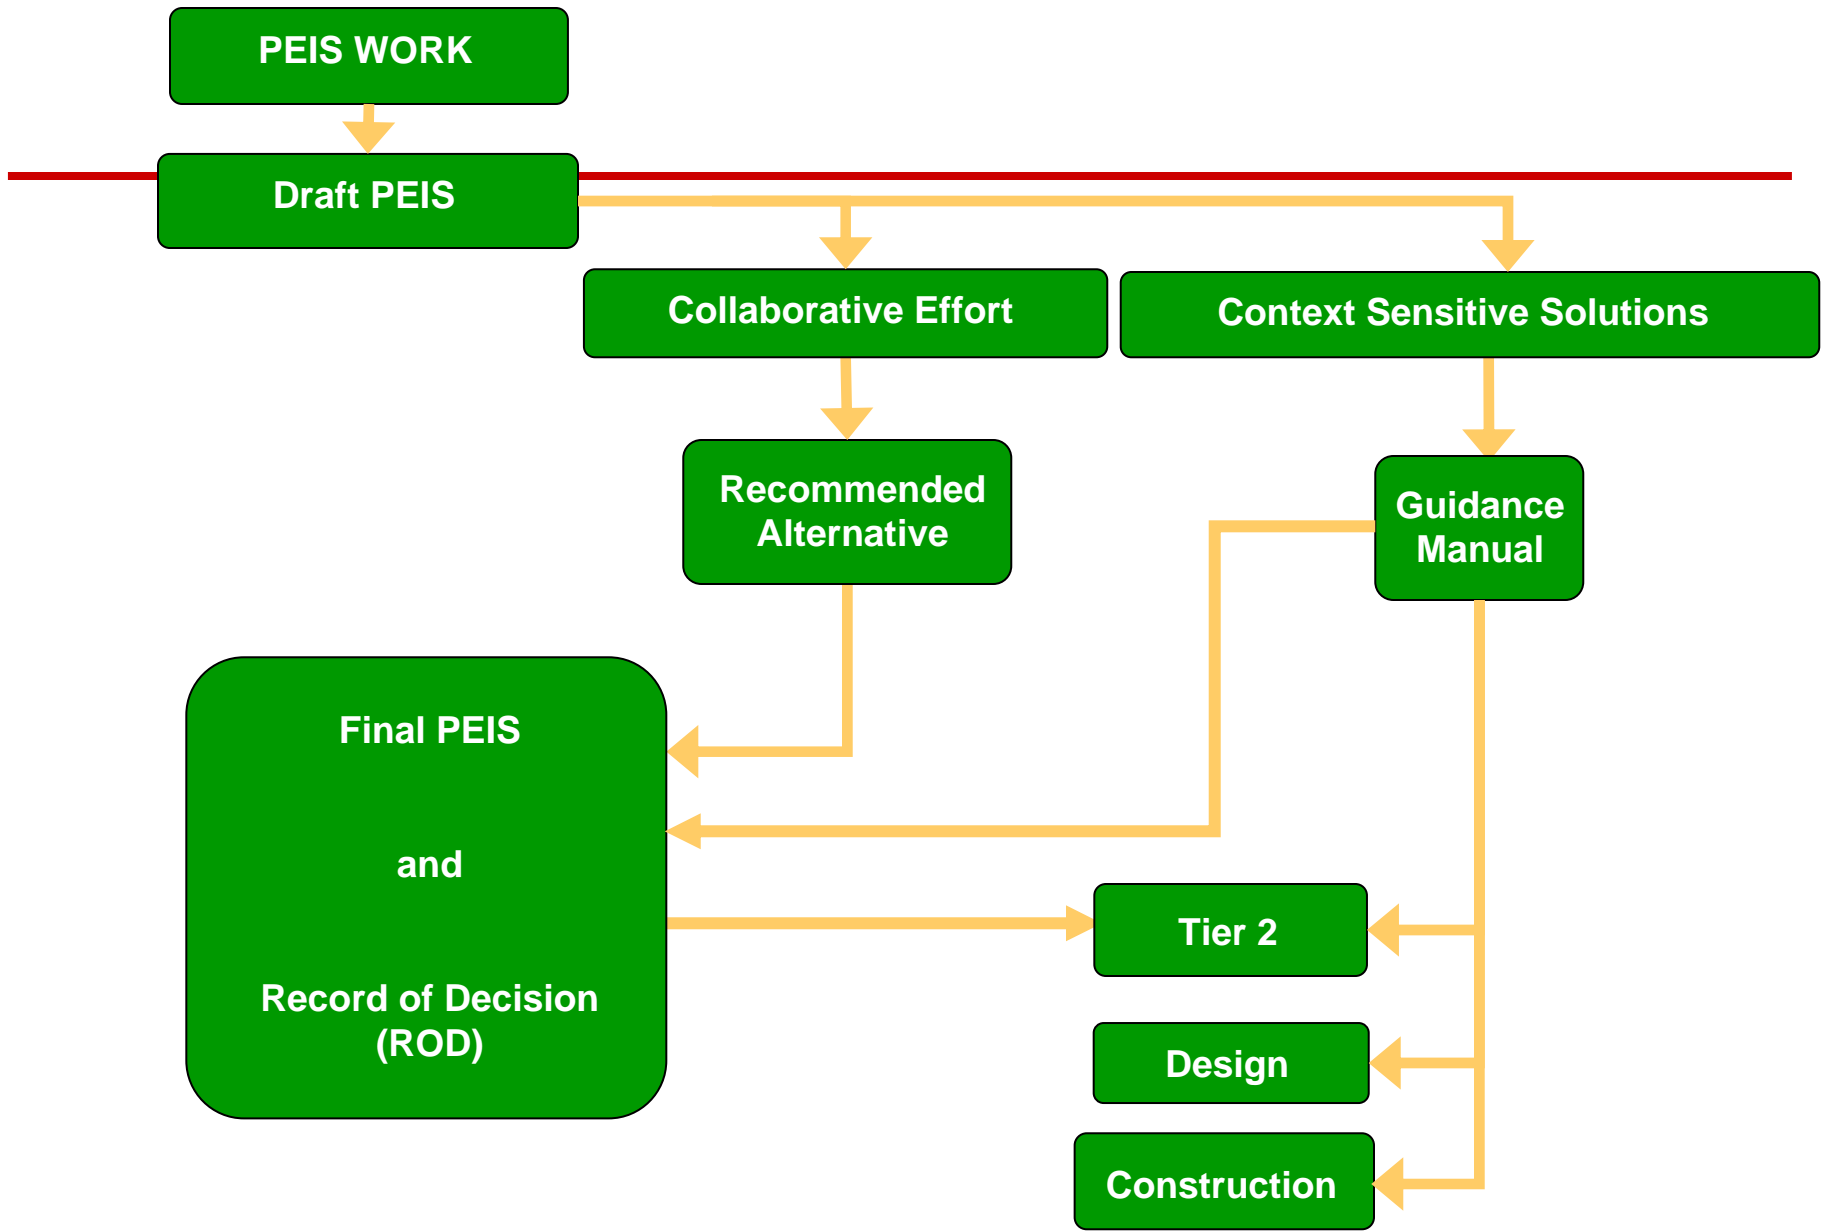 PEIS WORK
Draft PEIS
Collaborative Effort
Context Sensitive Solutions
Recommended
Alternative
Guidance
Manual
Final PEIS
and
Record of Decision
(ROD)
Tier 2
Design
Construction